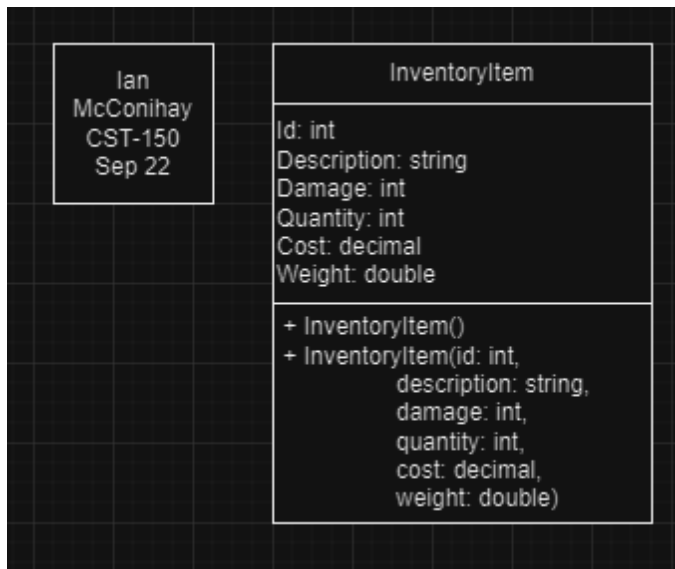 Ian
McConihay
CST-150
Sep 22
InventoryItem
Id: int
Description: string
Damage: int
Quantity: int
Cost: decimal
Weight: double
+ InventoryItem()
+ InventoryItem(id: int,
description: string,
damage: int,
quantity: int,
cost: decimal,
weight: double)